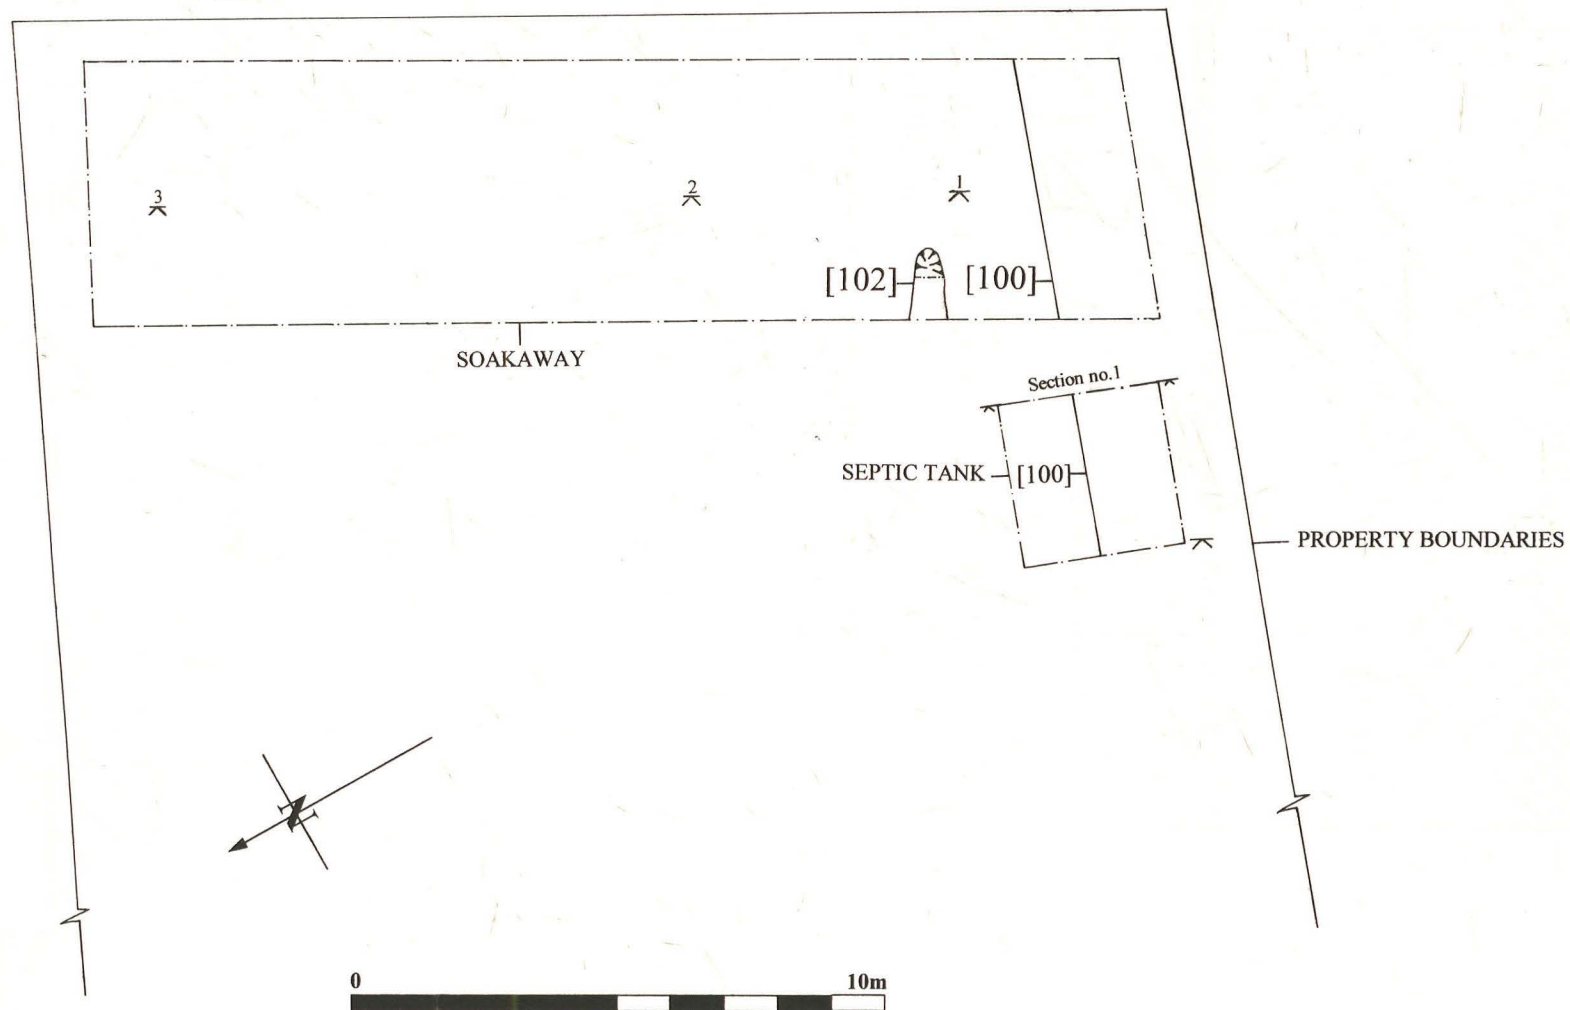 3
2
1
[102]
[100]
SOAKAWAY
Section no.1
SEPTIC TANK
[100]
PROPERTY BOUNDARIES
N
0 10m